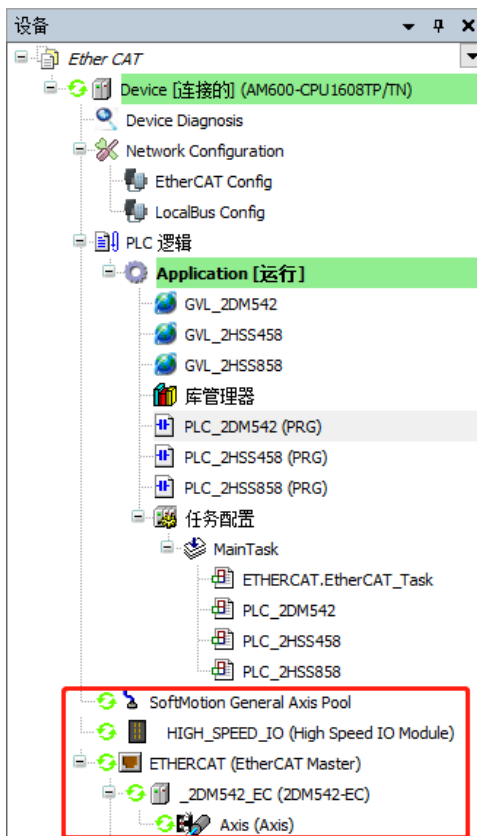 设备
Ether CAT
Device [连接的] (AM600-CPU1608TP/TN)
Device Diagnosis
Network Configuration
EtherCAT Config
LocalBus Config
PLC 逻辑
Application [运行]
GVL_2DM542
GVL_2HSS458
GVL_2HSS858
库管理器
PLC_2DM542 (PRG)
PLC_2HSS458 (PRG)
PLC_2HSS858 (PRG)
任务配置
MainTask
ETHERCAT.EtherCAT_Task
PLC_2DM542
PLC_2HSS458
PLC_2HSS858
SoftMotion General Axis Pool
HIGH_SPEED_IO (High Speed IO Module)
ETHERCAT (EtherCAT Master)
_2DM542_EC (2DM542-EC)
Axis (Axis)